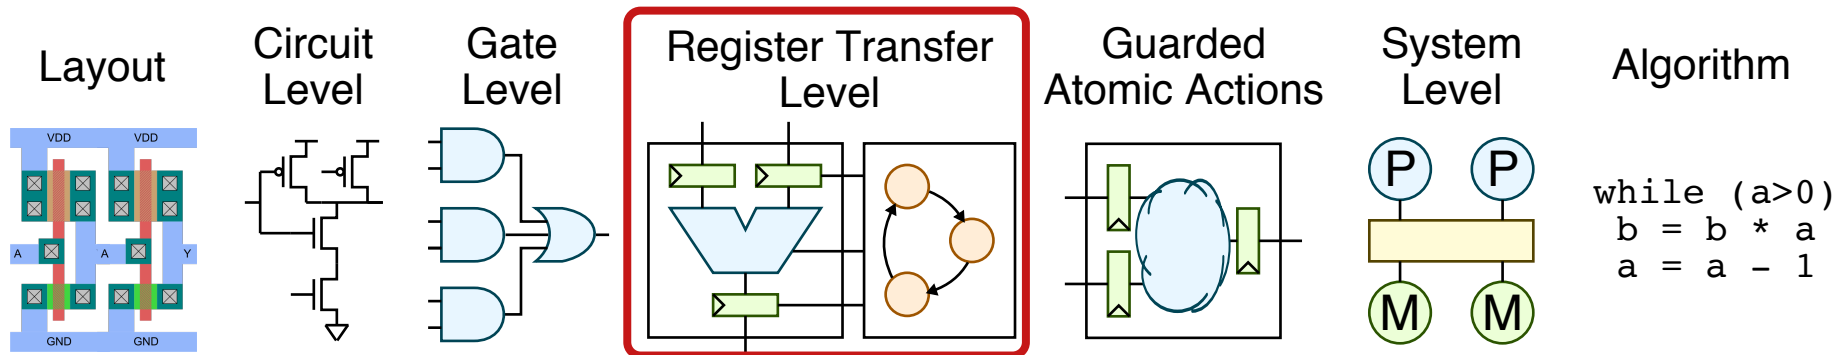 Layout
Circuit
Level
Gate
Level
Register Transfer
Level
Guarded
Atomic Actions
System
Level
Algorithm
VDD VDD
A A Y
GND GND
P P
M M
while (a>0)
b = b * a
a = a - 1